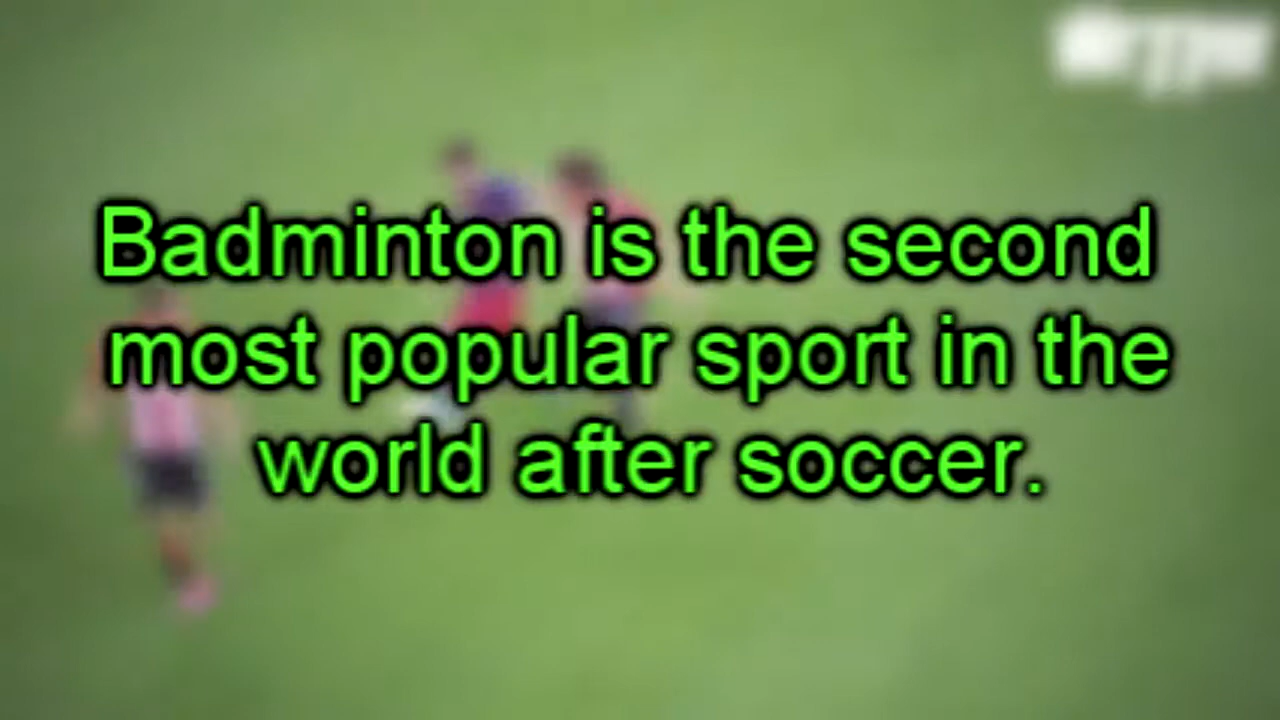 Badminton is the second
most popular sport in the
world after soccer.